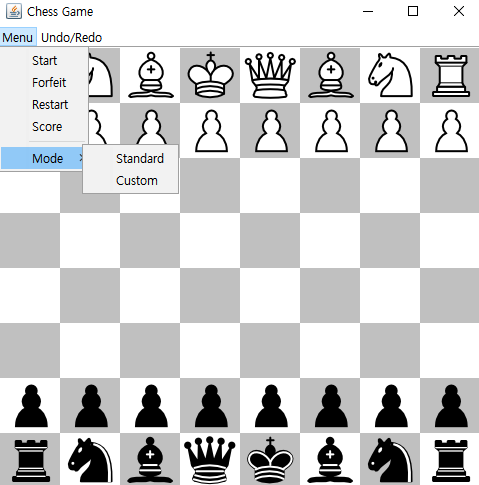 Chess Game
Menu Undo/Redo
Start
Forfeit
Restart
Score
Mode
Standard
Custom